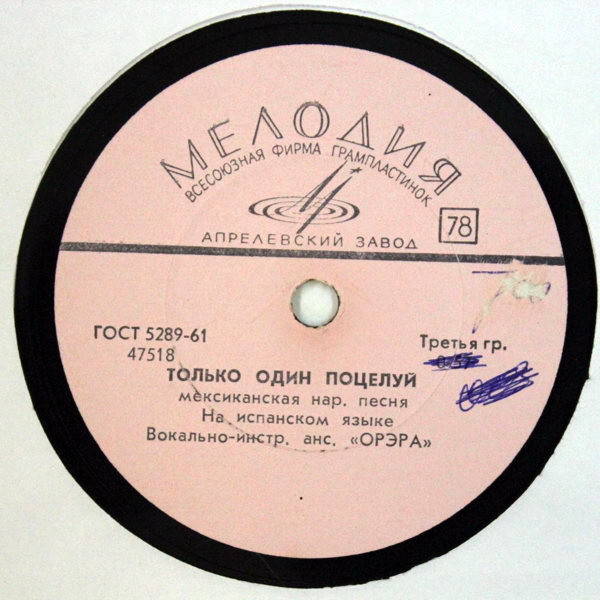 МЕЛОДИЯ
ВСЕСОЮЗНАЯ ФИРМА ГРАМПЛАСТИНОК
78
АПРЕЛЕВСКИЙ ЗАВОД
ГОСТ 5289-61
Третья гр.
47518
ТОЛЬКО ОДИН ПОЦЕЛУЙ
мексиканская нар. песня
На испанском языке
Вокально-инстр. анс. «ОРЭРА»